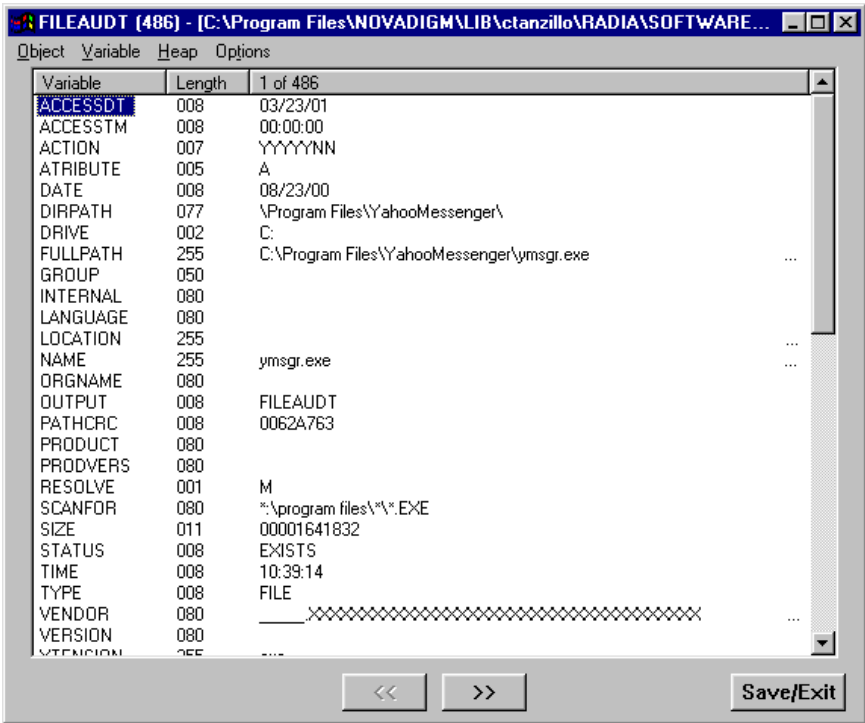 FILEAUDT (486) - [C:\Program Files\NOVADIGM\LIB\ctanzillo\RADIA\SOFTWARE...
Object Variable Heap Options
Variable Length 1 of 486
ACCESSDT 008 03/23/01
ACCESSTM 008 00:00:00
ACTION 007 YYYYYNN
ATRIBUTE 005 A
DATE 008 08/23/00
DIRPATH 077 \Program Files\YahooMessenger\
DRIVE 002 C:
FULLPATH 255 C:\Program Files\YahooMessenger\ymsgr.exe ...
GROUP 050
INTERNAL 080
LANGUAGE 080
LOCATION 255 ...
NAME 255 ymsgr.exe ...
ORGNAME 080
OUTPUT 008 FILEAUDT
PATHCRC 008 0062A763
PRODUCT 080
PRODVERS 080
RESOLVE 001 M
SCANFOR 080 *:\program files\*\*.EXE
SIZE 011 00001641832
STATUS 008 EXISTS
TIME 008 10:39:14
TYPE 008 FILE
VENDOR 080 ...
VERSION 080
<< >> Save/Exit